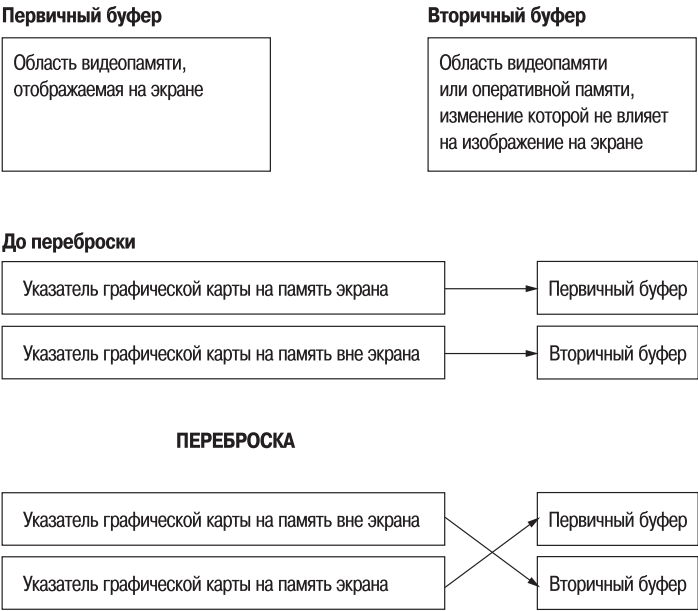 Первичный буфер
Вторичный буфер
Область видеопамяти,
отображаемая на экране
Область видеопамяти
или оперативной памяти,
изменение которой не влияет
на изображение на экране
До переброски
Указатель графической карты на память экрана
Первичный буфер
Указатель графической карты на память вне экрана
Вторичный буфер
ПЕРЕБРОСКА
Указатель графической карты на память вне экрана
Первичный буфер
Указатель графической карты на память экрана
Вторичный буфер